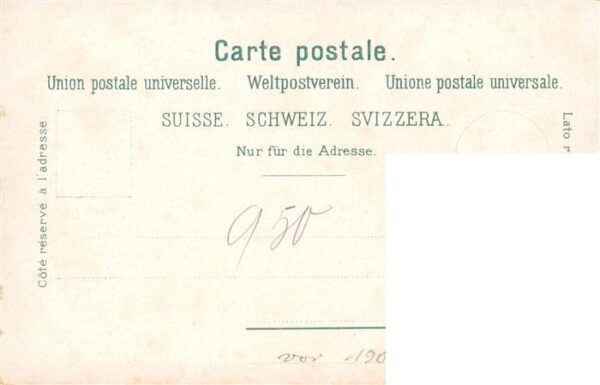 Carte postale.
Union postale universelle. Weltpostverein. Unione postale universale.
SUISSE. SCHWEIZ. SVIZZERA.
Nur für die Adresse.
Côté réservé à l'adresse
Lato
950
vor 190